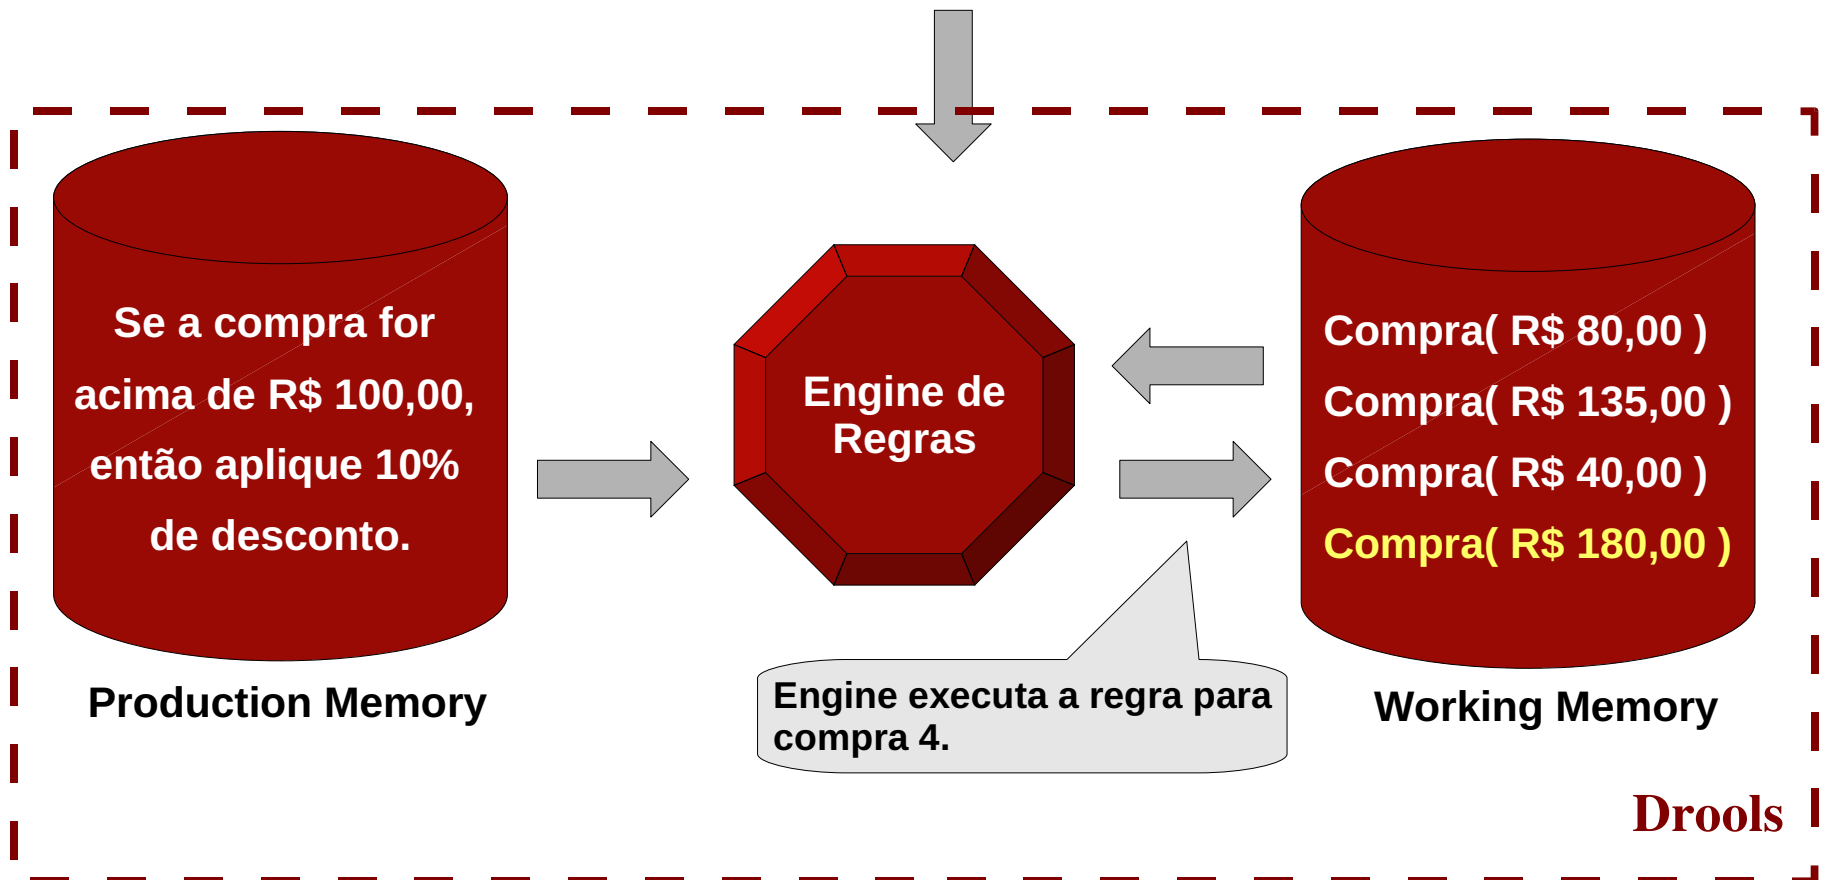 Se a compra for
acima de R$ 100,00,
então aplique 10%
de desconto.
Production Memory
Engine de
Regras
Engine executa a regra para
compra 4.
Compra( R$ 80,00 )
Compra( R$ 135,00 )
Compra( R$ 40,00 )
Compra( R$ 180,00 )
Working Memory
Drools